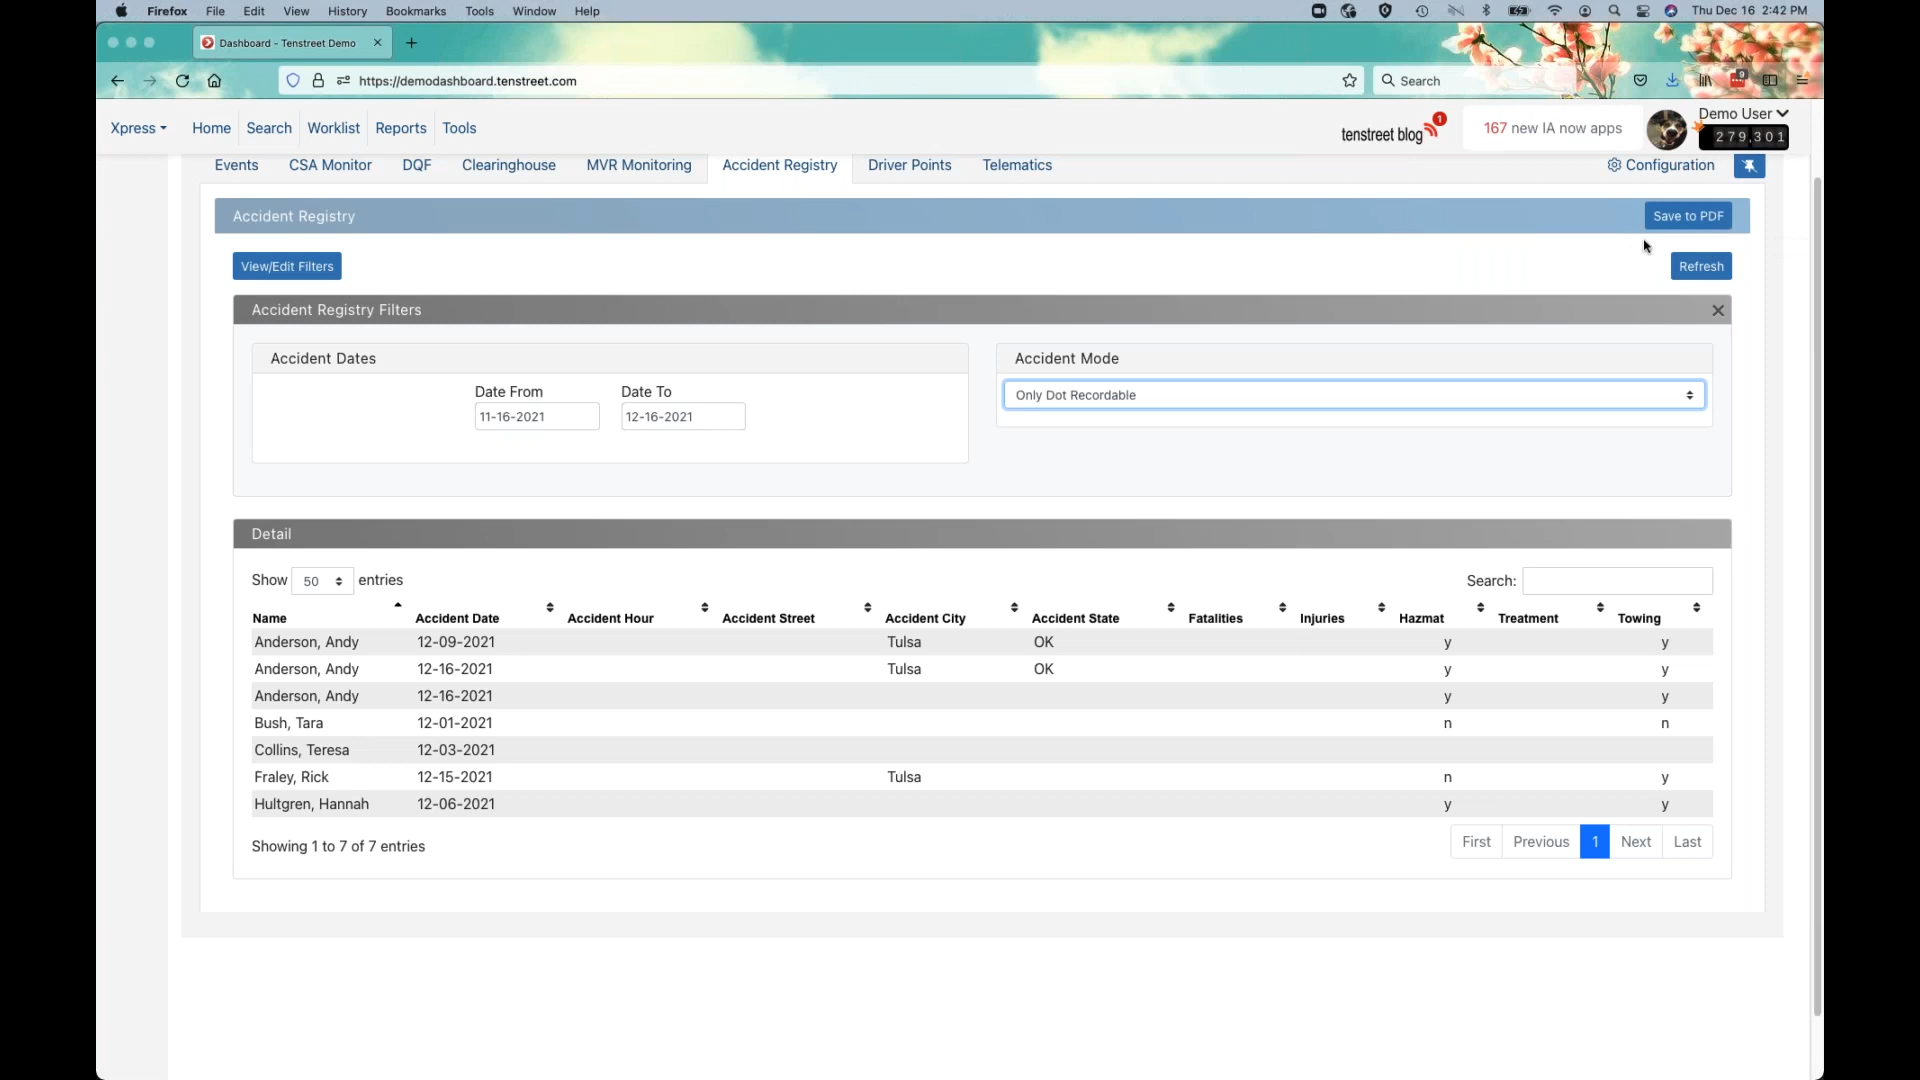 Firefox File Edit View History Bookmarks Tools Window Help Thu Dec 16 2:42 PM
Dashboard - Tenstreet Demo
https://demodashboard.tenstreet.com Search 9
Xpress Home Search Worklist Reports Tools tenstreet blog 1 167 new IA now apps Demo User
279,301
Events CSA Monitor DQF Clearinghouse MVR Monitoring Accident Registry Driver Points Telematics Configuration
Accident Registry Save to PDF
View/Edit Filters Refresh
Accident Registry Filters
Accident Dates Accident Mode
Date From Date To Only Dot Recordable
11-16-2021 12-16-2021
Detail
Show 50 entries Search:
Name Accident Date Accident Hour Accident Street Accident City Accident State Fatalities Injuries Hazmat Treatment Towing
Anderson, Andy 12-09-2021 Tulsa OK y y
Anderson, Andy 12-16-2021 Tulsa OK y y
Anderson, Andy 12-16-2021 y y
Bush, Tara 12-01-2021 n n
Collins, Teresa 12-03-2021
Fraley, Rick 12-15-2021 Tulsa n y
Hultgren, Hannah 12-06-2021 y y
Showing 1 to 7 of 7 entries First Previous 1 Next Last